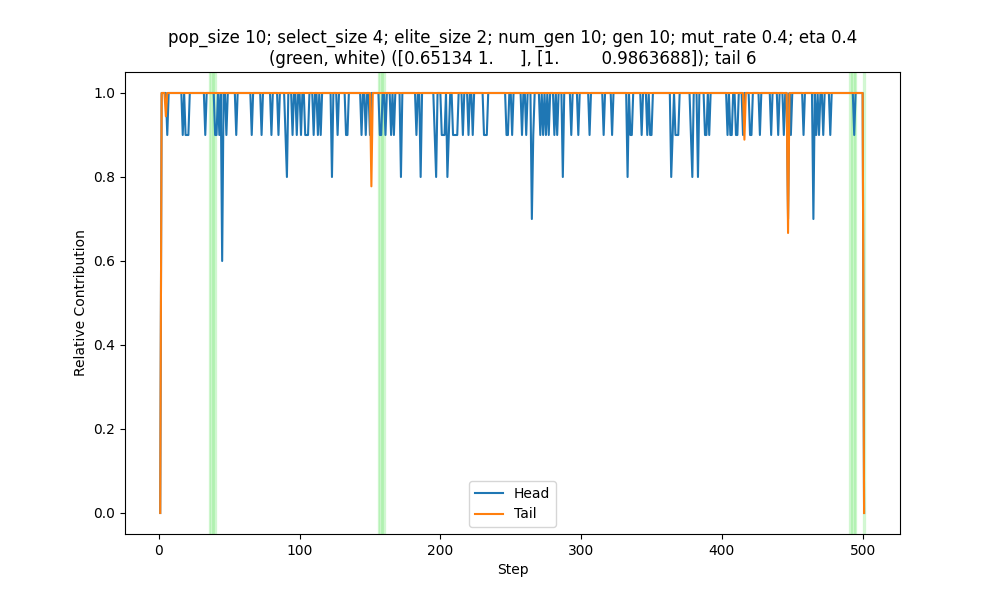 pop_size 10; select_size 4; elite_size 2; num_gen 10; gen 10; mut_rate 0.4; eta 0.4
(green, white) ([0.65134 1.     ], [1.        0.9863688]); tail 6
1.0
0.8
0.6
0.4
0.2
0.0
Relative Contribution
Head
Tail
0 100 200 300 400 500
Step